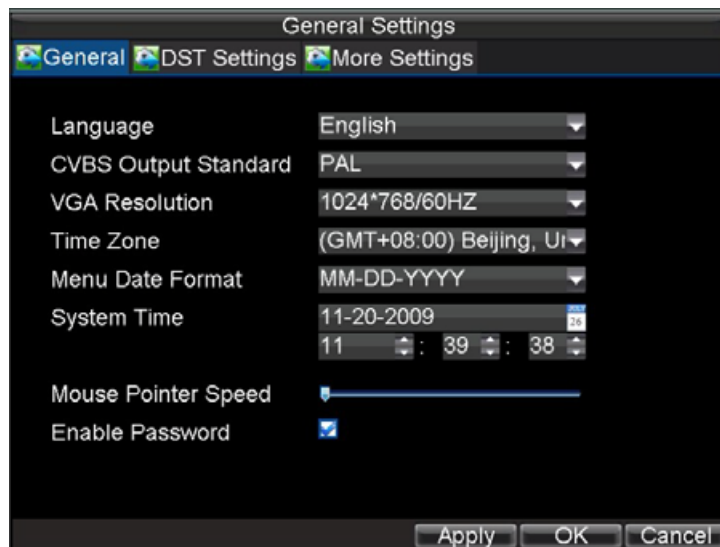 General Settings
General DST Settings More Settings
Language English
CVBS Output Standard PAL
VGA Resolution 1024*768/60HZ
Time Zone (GMT+08:00) Beijing,
Menu Date Format MM-DD-YYYY
System Time 11-20-2009
JULY
26
11 : 39 : 38
Mouse Pointer Speed
Enable Password
Apply OK Cancel